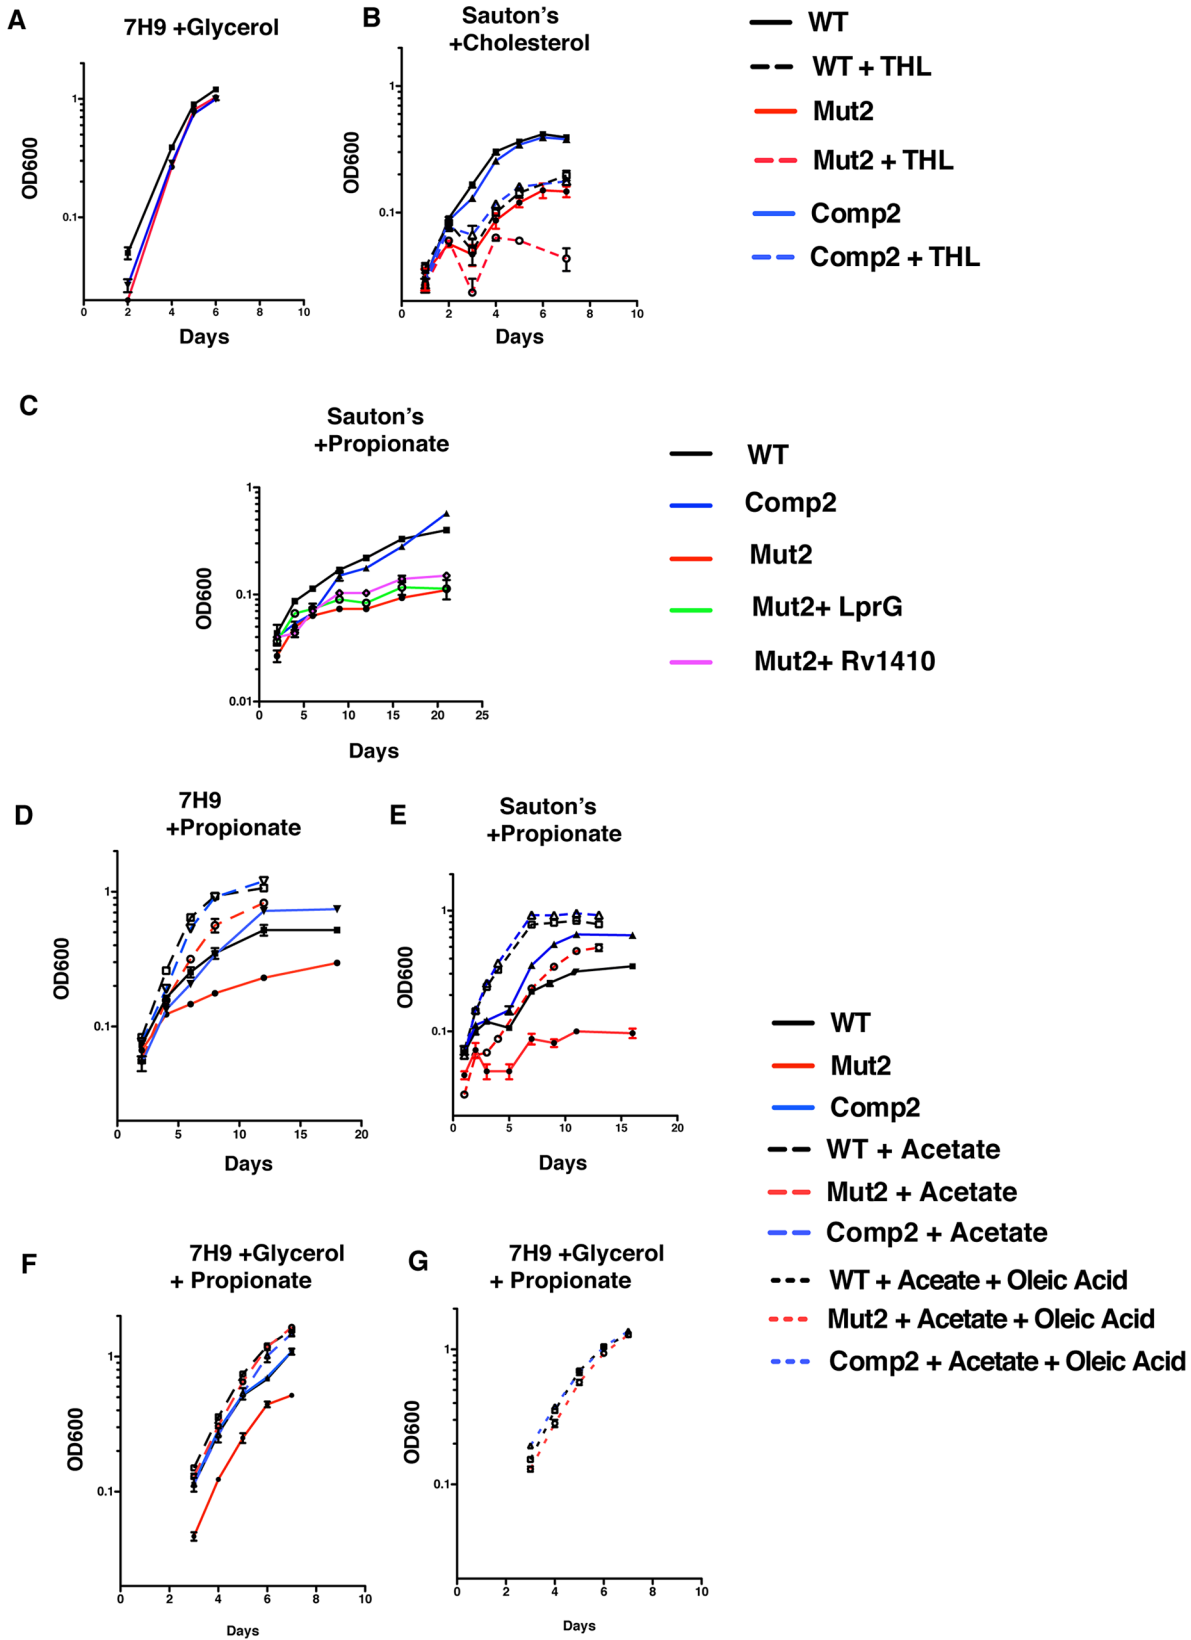 A
7H9 +Glycerol
OD600
1
0.1
0 2 4 6 8 10
Days
B
Sauton's
+Cholesterol
OD600
1
0.1
0 2 4 6 8 10
Days
WT
WT + THL
Mut2
Mut2 + THL
Comp2
Comp2 + THL
C
Sauton's
+Propionate
OD600
1
0.1
0.01
0 5 10 15 20 25
Days
WT
Comp2
Mut2
Mut2+ LprG
Mut2+ Rv1410
D
7H9
+Propionate
OD600
1
0.1
0 5 10 15 20
Days
E
Sauton's
+Propionate
OD600
1
0.1
0 5 10 15 20
Days
WT
Mut2
Comp2
WT + Acetate
Mut2 + Acetate
Comp2 + Acetate
WT + Aceate + Oleic Acid
Mut2 + Acetate + Oleic Acid
Comp2 + Acetate + Oleic Acid
F
7H9 +Glycerol
+ Propionate
OD600
1
0.1
0 2 4 6 8 10
Days
G
7H9 +Glycerol
+ Propionate
OD600
1
0.1
0 2 4 6 8 10
Days